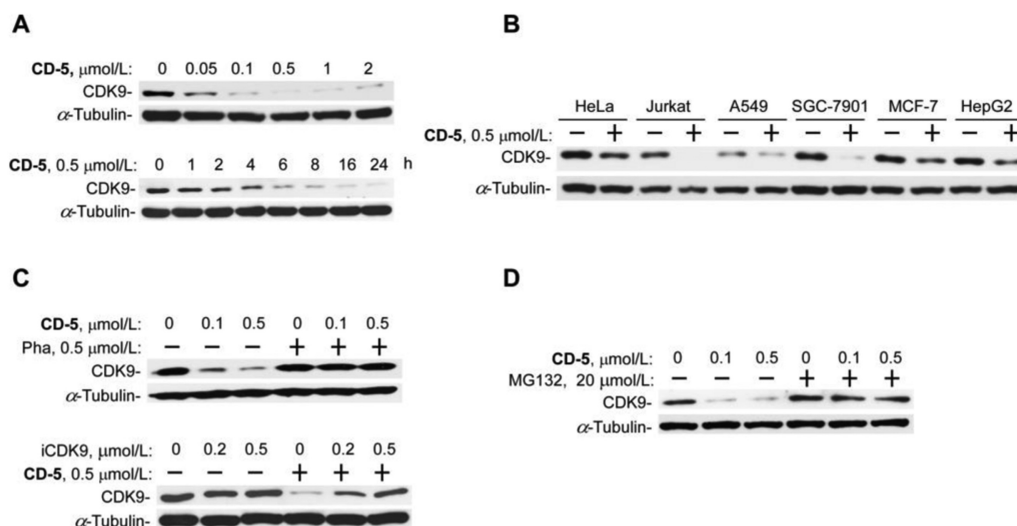 A
CD-5, μmol/L: 0 0.05 0.1 0.5 1 2
CDK9-
α-Tubulin-
CD-5, 0.5 μmol/L: 0 1 2 4 6 8 16 24 h
CDK9-
α-Tubulin-
B
HeLa Jurkat A549 SGC-7901 MCF-7 HepG2
CD-5, 0.5 μmol/L: − + − + − + − + − + − +
CDK9-
α-Tubulin-
C
CD-5, μmol/L: 0 0.1 0.5 0 0.1 0.5
Pha, 0.5 μmol/L: − − − + + +
CDK9-
α-Tubulin-
iCDK9, μmol/L: 0 0.2 0.5 0 0.2 0.5
CD-5, 0.5 μmol/L: − − − + + +
CDK9-
α-Tubulin-
D
CD-5, μmol/L: 0 0.1 0.5 0 0.1 0.5
MG132, 20 μmol/L: − − − + + +
CDK9-
α-Tubulin-